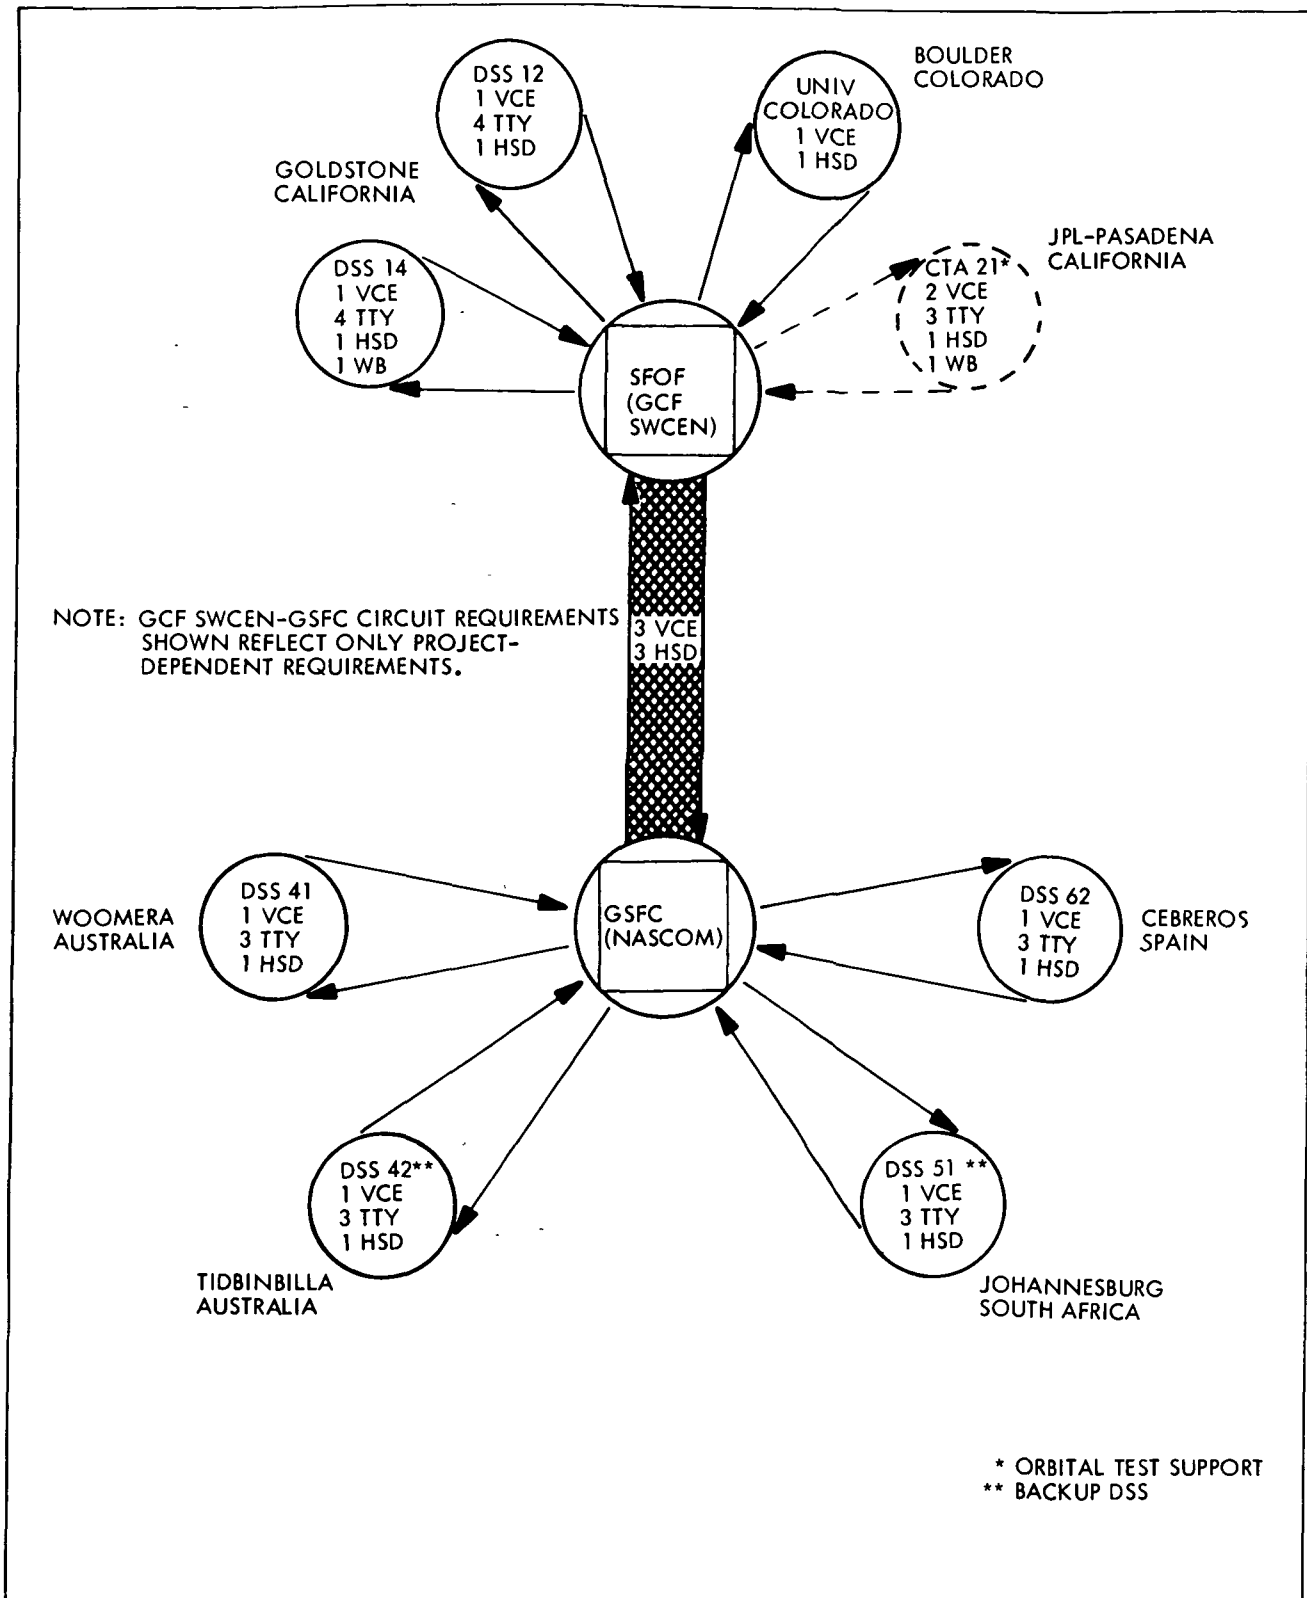 DSS 12
1 VCE
4 TTY
1 HSD
UNIV
COLORADO
1 VCE
1 HSD
BOULDER
COLORADO
GOLDSTONE
CALIFORNIA
DSS 14
1 VCE
4 TTY
1 HSD
1 WB
JPL-PASADENA
CALIFORNIA
CTA 21*
2 VCE
3 TTY
1 HSD
1 WB
SFOF
(GCF
SWCEN)
NOTE: GCF SWCEN-GSFC CIRCUIT REQUIREMENTS
SHOWN REFLECT ONLY PROJECT-
DEPENDENT REQUIREMENTS.
3 VCE
3 HSD
WOOMERA
AUSTRALIA
DSS 41
1 VCE
3 TTY
1 HSD
GSFC
(NASCOM)
DSS 62
1 VCE
3 TTY
1 HSD
CEBREROS
SPAIN
DSS 42**
1 VCE
3 TTY
1 HSD
TIDBINBILLA
AUSTRALIA
DSS 51 **
1 VCE
3 TTY
1 HSD
JOHANNESBURG
SOUTH AFRICA
* ORBITAL TEST SUPPORT
** BACKUP DSS